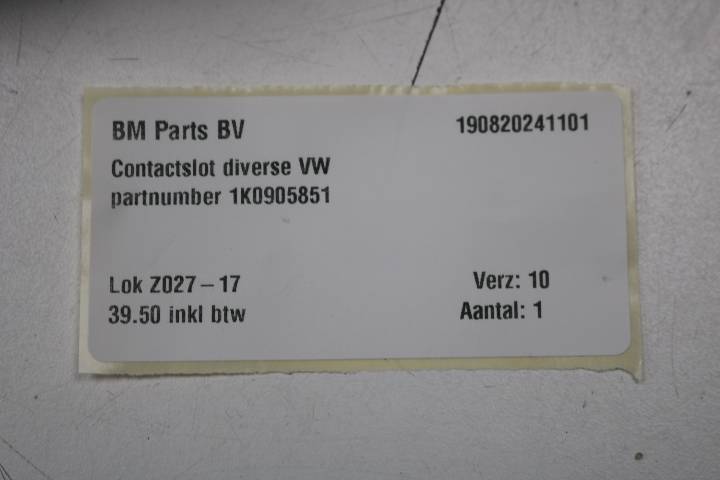 BM Parts BV 190820241101
Contactslot diverse VW
partnumber 1K0905851
Lok Z027-17 Verz: 10
39.50 inkl btw Aantal: 1